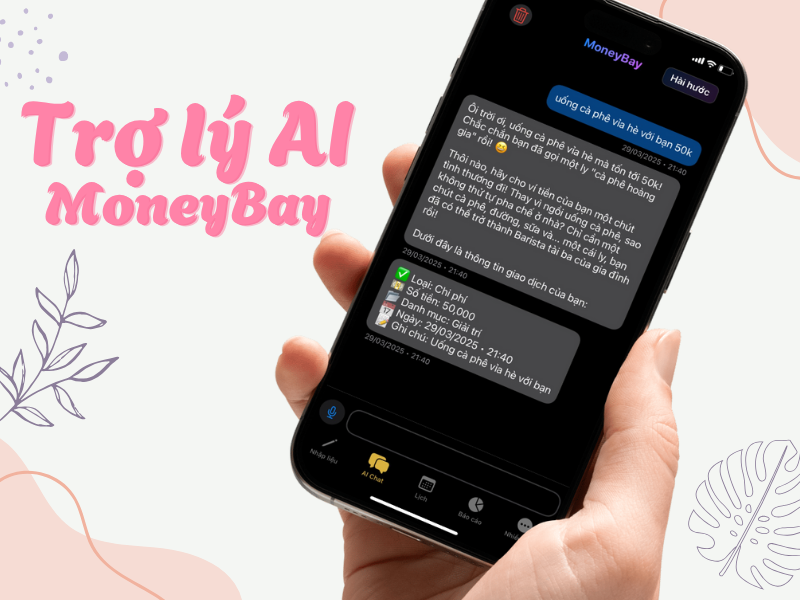 Trợ lý AI
MoneyBay
MoneyBay
Hài hước
uống cà phê vỉa hè với bạn 50k
29/03/2025 • 21:40
Ôi trời ơi, uống cà phê vỉa hè mà tốn tới 50k!
Chắc chắn bạn đã gọi một ly "cà phê hoàng
gia" rồi! 😄
Thôi nào, hãy cho ví tiền của bạn một chút
tình thương đi! Thay vì ngồi uống cà phê, sao
không thử tự pha chế ở nhà? Chỉ cần một
chút cà phê, đường, sữa và... một cái ly, bạn
đã có thể trở thành Barista tài ba của gia đình
rồi!
Dưới đây là thông tin giao dịch của bạn:
29/03/2025 • 21:40
✅ Loại: Chi phí
💸 Số tiền: 50,000
🗂 Danh mục: Giải trí
📅 Ngày: 29/03/2025 • 21:40
📝 Ghi chú: Uống cà phê vỉa hè với bạn
29/03/2025 • 21:40
Nhập liệu
AI Chat
Lịch
Báo cáo